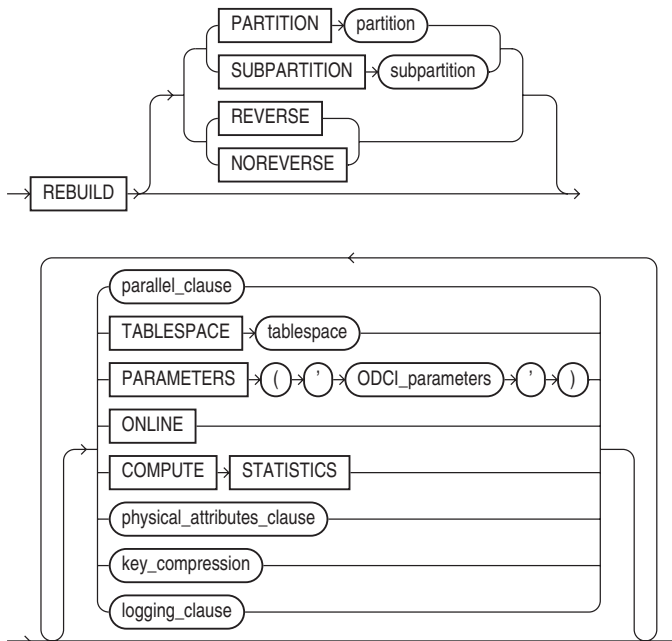 PARTITION partition
SUBPARTITION subpartition
REVERSE
NOREVERSE
REBUILD
parallel_clause
TABLESPACE tablespace
PARAMETERS ( ' ODCI_parameters ' )
ONLINE
COMPUTE STATISTICS
physical_attributes_clause
key_compression
logging_clause